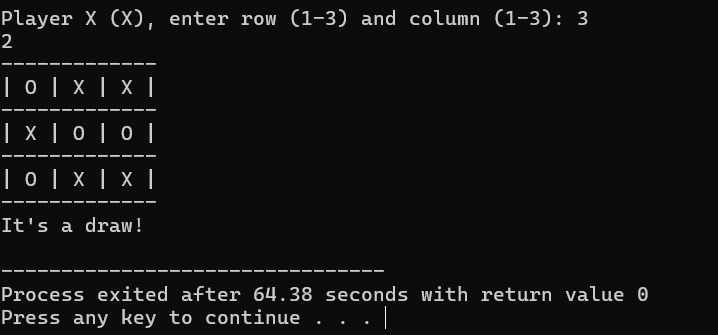 Player X (X), enter row (1-3) and column (1-3): 3
2
-------------
| O | X | X |
-------------
| X | O | O |
-------------
| O | X | X |
-------------
It's a draw!

--------------------------------
Process exited after 64.38 seconds with return value 0
Press any key to continue . . .